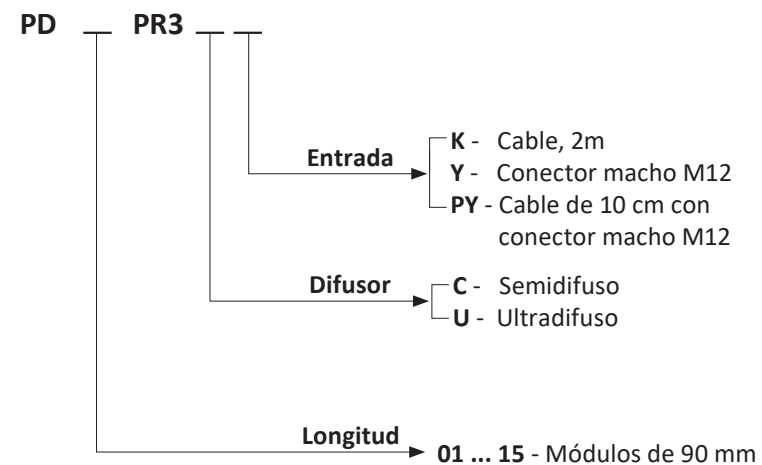 PD __ PR3 __ __
Entrada
K - Cable, 2m
Y - Conector macho M12
PY - Cable de 10 cm con
conector macho M12
Difusor
C - Semidifuso
U - Ultradifuso
Longitud
01 ... 15 - Módulos de 90 mm